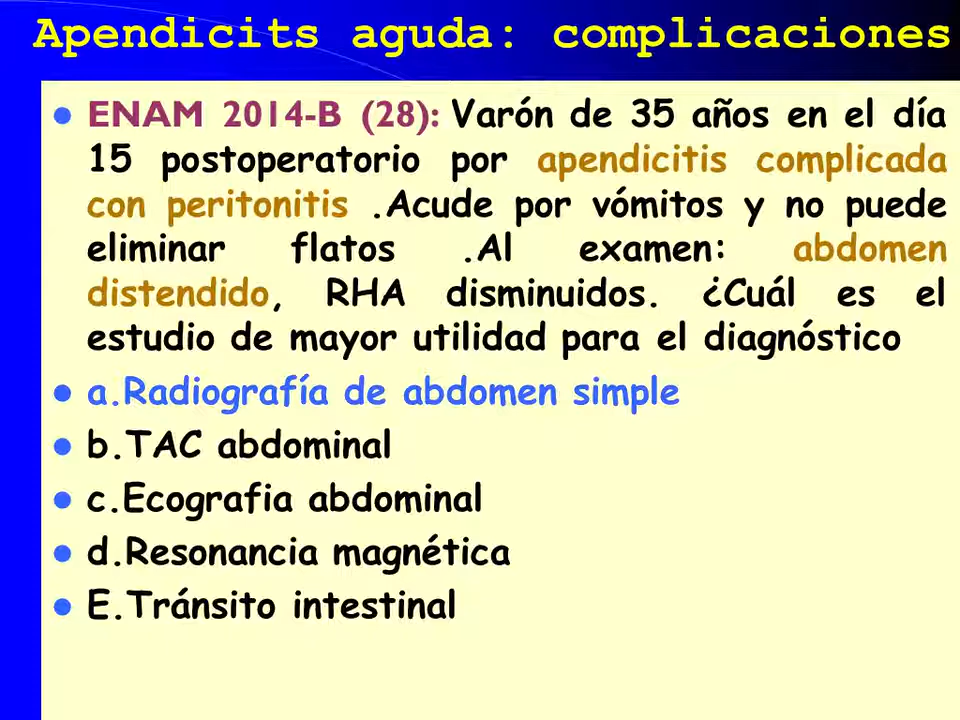 Apendicits aguda: complicaciones
ENAM 2014-B (28): Varón de 35 años en el día
15 postoperatorio por apendicitis complicada
con peritonitis .Acude por vómitos y no puede
eliminar flatos .Al examen: abdomen
distendido, RHA disminuidos. ¿Cuál es el
estudio de mayor utilidad para el diagnóstico
a.Radiografía de abdomen simple
b.TAC abdominal
c.Ecografia abdominal
d.Resonancia magnética
E.Tránsito intestinal